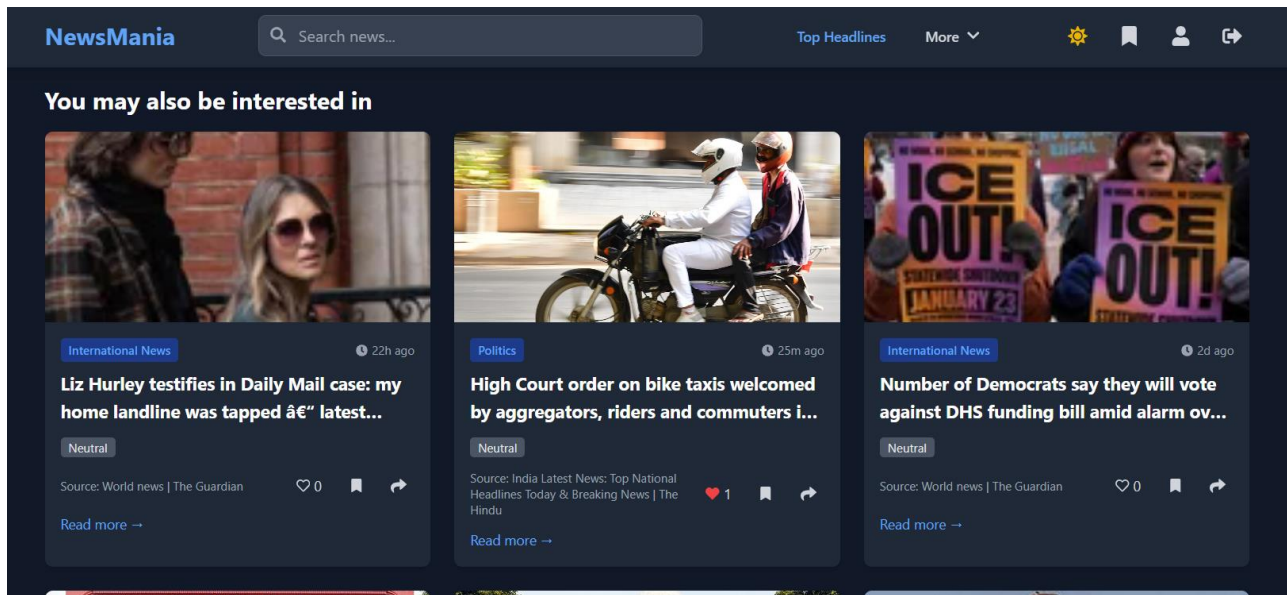 NewsMania
Search news...
Top Headlines
More
You may also be interested in
ICE
OUT!
STATEWIDE SHUTDOWN
JANUARY 23
ICE
OUT!
International News
22h ago
Liz Hurley testifies in Daily Mail case: my
home landline was tapped â€“ latest...
Neutral
Source: World news | The Guardian
0
Read more →
Politics
25m ago
High Court order on bike taxis welcomed
by aggregators, riders and commuters i...
Neutral
Source: India Latest News: Top National
Headlines Today & Breaking News | The
Hindu
1
Read more →
International News
2d ago
Number of Democrats say they will vote
against DHS funding bill amid alarm ov...
Neutral
Source: World news | The Guardian
0
Read more →